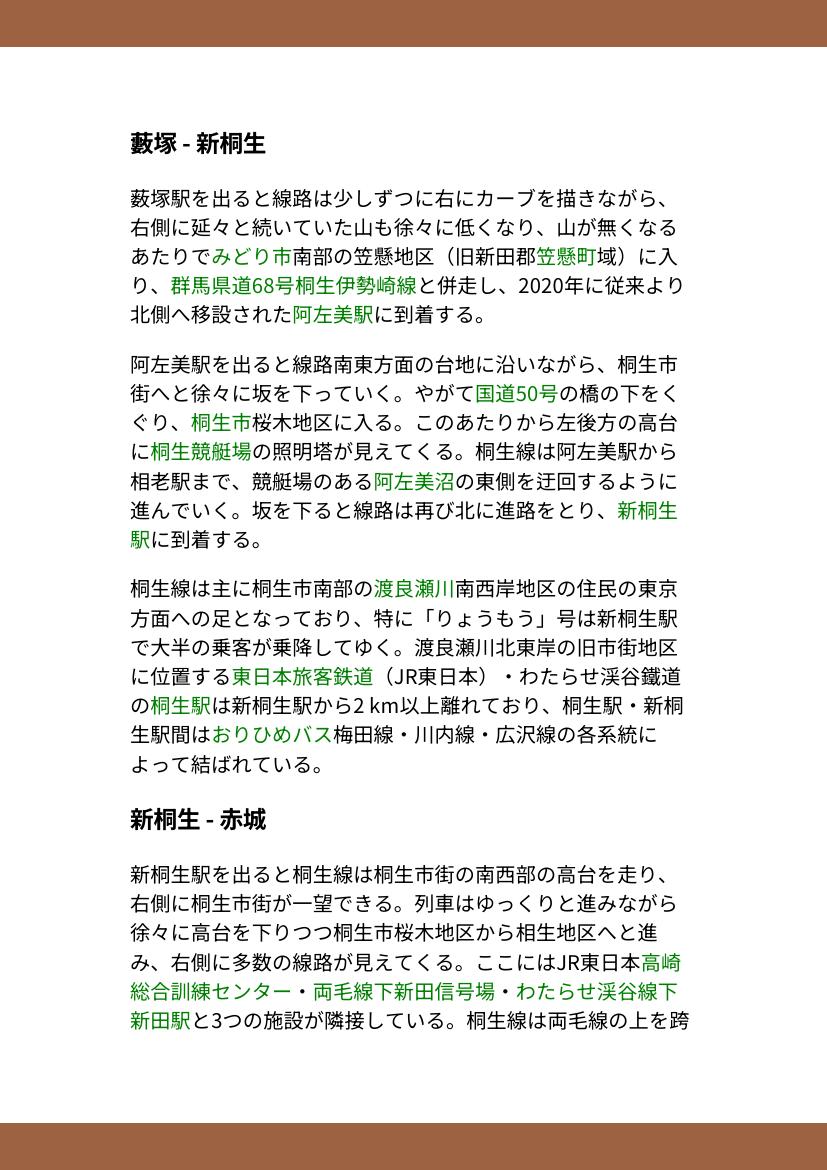 藪塚 - 新桐生
薮塚駅を出ると線路は少しずつに右にカーブを描きながら、
右側に延々と続いていた山も徐々に低くなり、山が無くなる
あたりでみどり市南部の笠懸地区（旧新田郡笠懸町域）に入
り、群馬県道68号桐生伊勢崎線と併走し、2020年に従来より
北側へ移設された阿左美駅に到着する。
阿左美駅を出ると線路南東方面の台地に沿いながら、桐生市
街へと徐々に坂を下っていく。やがて国道50号の橋の下をく
ぐり、桐生市桜木地区に入る。このあたりから左後方の高台
に桐生競艇場の照明塔が見えてくる。桐生線は阿左美駅から
相老駅まで、競艇場のある阿左美沼の東側を迂回するように
進んでいく。坂を下ると線路は再び北に進路をとり、新桐生
駅に到着する。
桐生線は主に桐生市南部の渡良瀬川南西岸地区の住民の東京
方面への足となっており、特に「りょうもう」号は新桐生駅
で大半の乗客が乗降してゆく。渡良瀬川北東岸の旧市街地区
に位置する東日本旅客鉄道（JR東日本）・わたらせ渓谷鐵道
の桐生駅は新桐生駅から2 km以上離れており、桐生駅・新桐
生駅間はおりひめバス梅田線・川内線・広沢線の各系統に
よって結ばれている。
新桐生 - 赤城
新桐生駅を出ると桐生線は桐生市街の南西部の高台を走り、
右側に桐生市街が一望できる。列車はゆっくりと進みながら
徐々に高台を下りつつ桐生市桜木地区から相生地区へと進
み、右側に多数の線路が見えてくる。ここにはJR東日本高崎
総合訓練センター・両毛線下新田信号場・わたらせ渓谷線下
新田駅と3つの施設が隣接している。桐生線は両毛線の上を跨